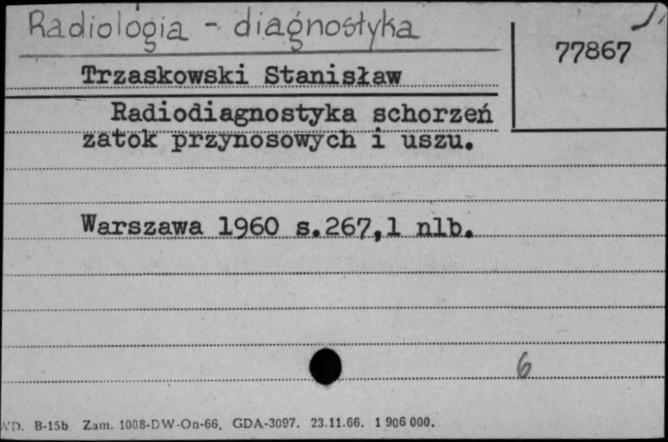 Radiologia - diagnostyka
77867
Trzaskowski Stanisław
Radiodiagnostyka schorzeń
zatok przynosowych i uszu.
Warszawa 1960 s.267,1 nlb.
6
WD. B-15b Zam. 1008-DW-On-66. GDA-3097. 23.11.66. 1 906 000.